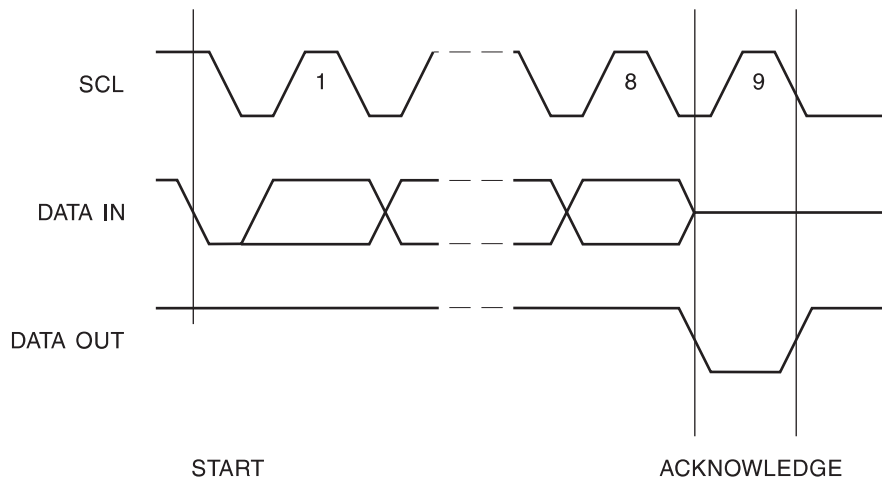 SCL
1
8
9
DATA IN
DATA OUT
START
ACKNOWLEDGE